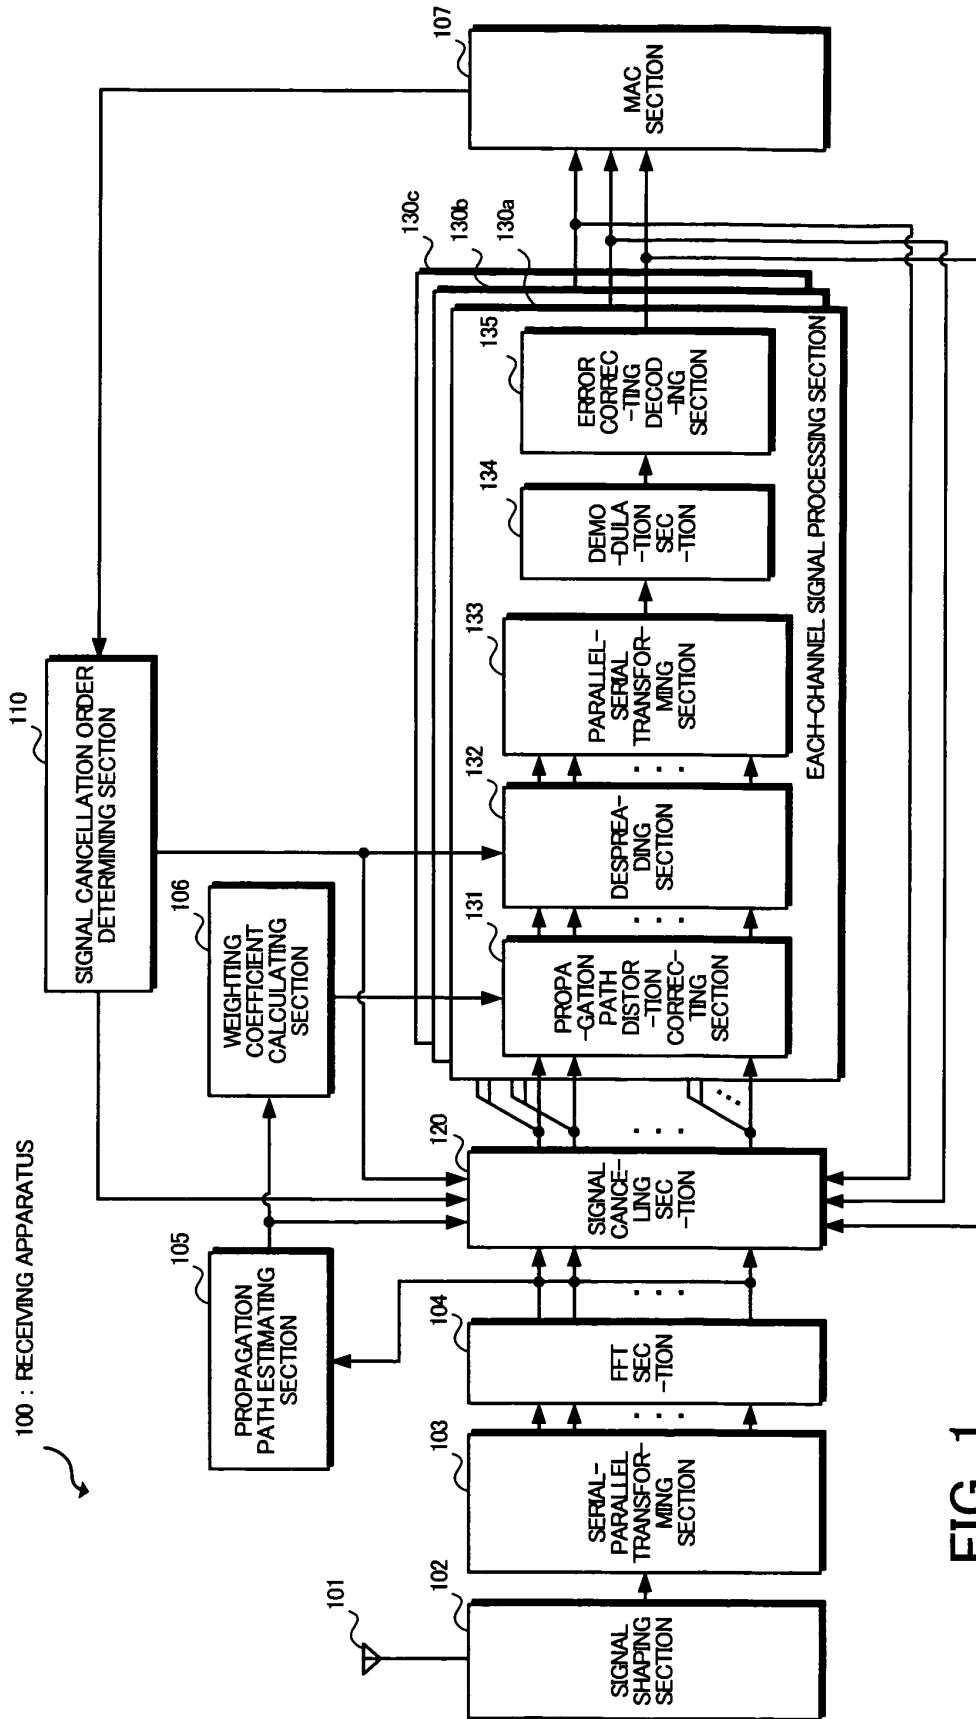 100 : RECEIVING APPARATUS
101
102
SIGNAL
SHAPING
SECTION
103
SERIAL-
PARALLEL
TRANSFOR-
MING
SECTION
104
FFT
SEC
-TION
105
PROPAGATION
PATH ESTIMATING
SECTION
106
WEIGHTING
COEFFICIENT
CALCULATING
SECTION
110
SIGNAL CANCELLATION ORDER
DETERMINING SECTION
120
SIGNAL
CANCE-
LING
SEC
-TION
131
PROPA
-GATION
PATH
DISTOR
-TION
CORREC-
TING
SECTION
132
DESPREA-
DING
SECTION
133
PARALLEL-
SERIAL
TRANSFOR-
MING
SECTION
134
DEMO
-DULA
-TION
SEC
-TION
135
ERROR
CORREC
-TING
DECOD
-ING
SECTION
130c
130b
130a
EACH-CHANNEL SIGNAL PROCESSING SECTION
107
MAC
SECTION
FIG. 1